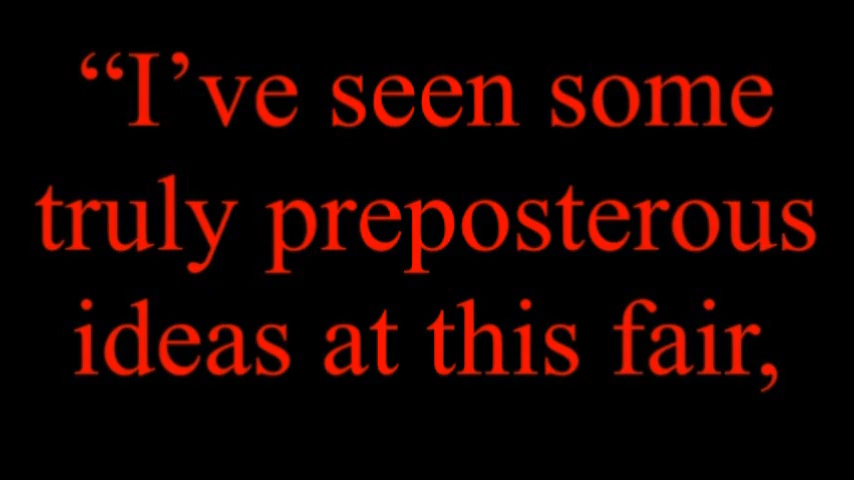 “I’ve seen some
truly preposterous
ideas at this fair,